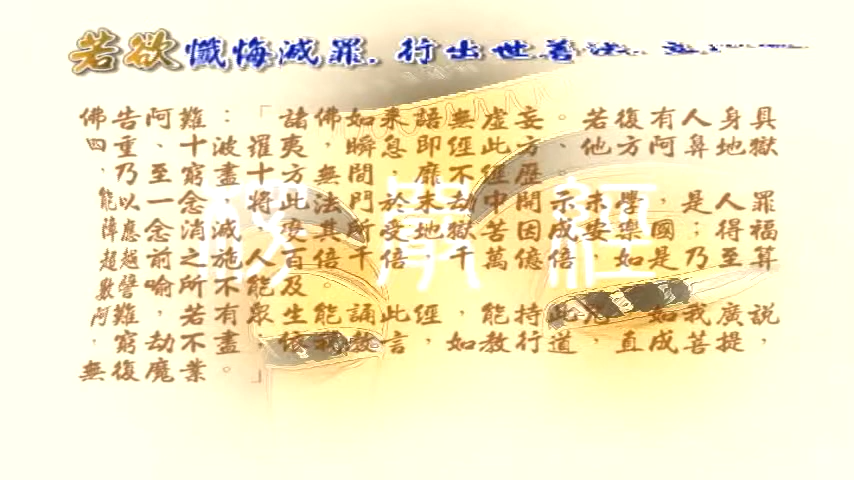 若欲懺悔滅罪．行出世善法
佛告阿難：「諸佛如來語無虛妄。若復有人身具
四重、十波羅夷，瞬息即經此方、他方阿鼻地獄
，乃至窮盡十方無間，靡不經歷。
能以一念，將此法門於末劫中開示未學，是人罪
障應念消滅，變其所受地獄苦因成安樂國；得福
超越前之施人百倍千倍，千萬億倍，如是乃至算
數譬喻所不能及。
阿難，若有眾生能誦此經，能持此咒，如我廣說
，窮劫不盡，依我教言，如教行道，直成菩提，
無復魔業。」
楞嚴經